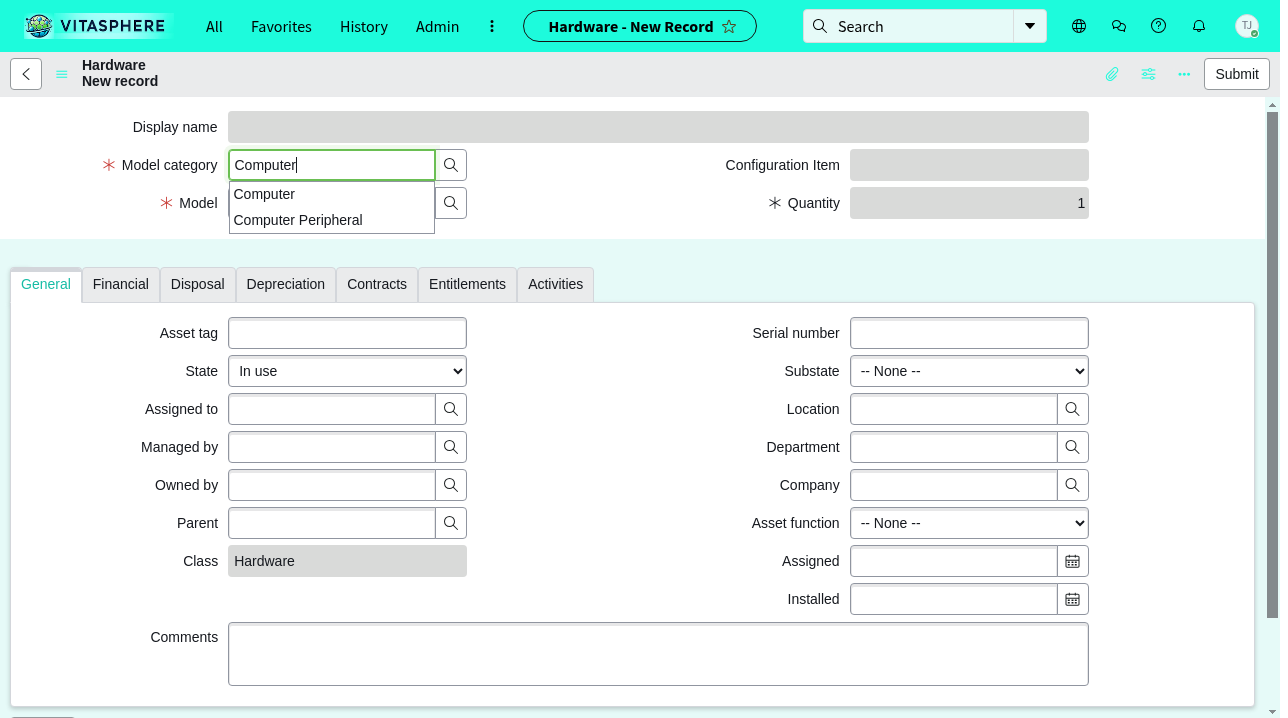 VITASPHERE
All
Favorites
History
Admin
Hardware - New Record
Search
TJ
Hardware
New record
Submit
Display name
Model category
Computer
Configuration Item
Computer
Computer Peripheral
Model
Quantity
1
General
Financial
Disposal
Depreciation
Contracts
Entitlements
Activities
Asset tag
Serial number
State
In use
Substate
-- None --
Assigned to
Location
Managed by
Department
Owned by
Company
Parent
Asset function
-- None --
Class
Hardware
Assigned
Installed
Comments